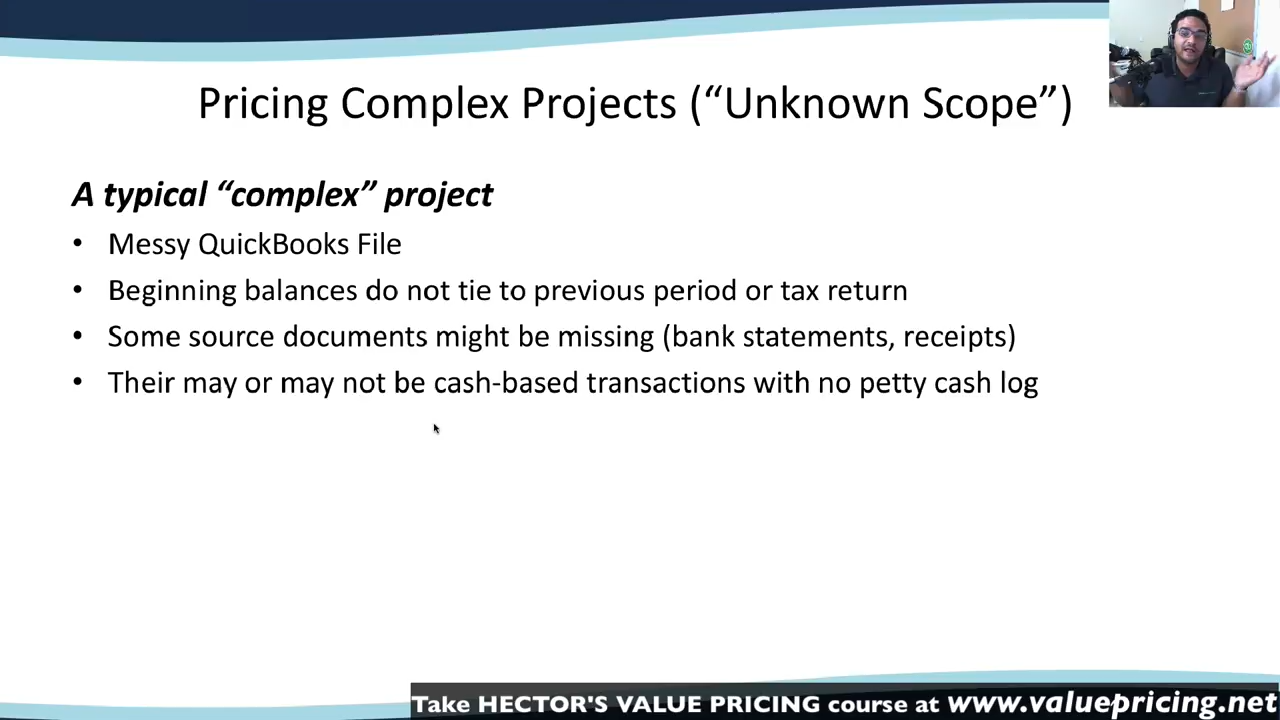 Pricing Complex Projects (“Unknown Scope”)
A typical “complex” project
• Messy QuickBooks File
• Beginning balances do not tie to previous period or tax return
• Some source documents might be missing (bank statements, receipts)
• Their may or may not be cash-based transactions with no petty cash log
Take HECTOR'S VALUE PRICING course at www.valuepricing.net